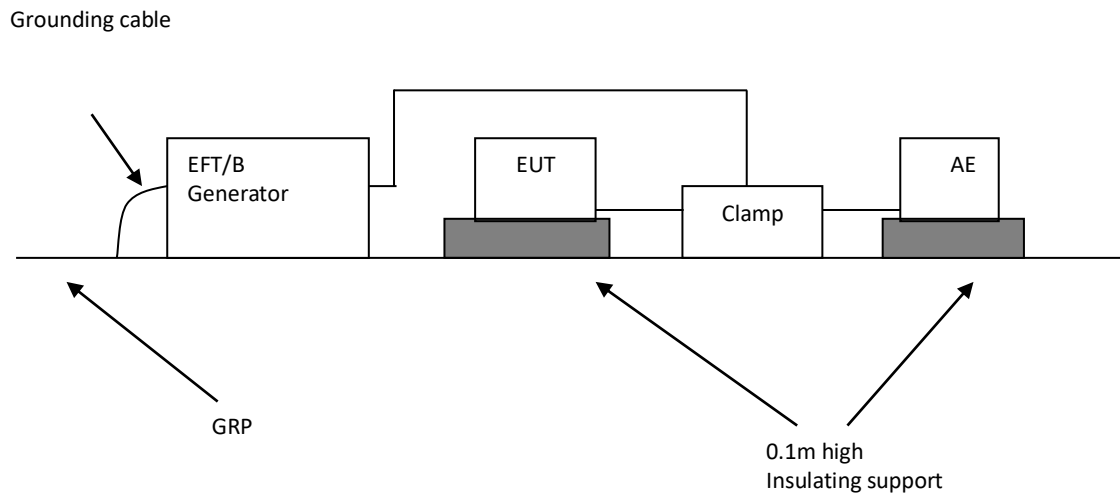 Grounding cable
EFT/B
Generator
EUT
Clamp
AE
GRP
0.1m high
Insulating support